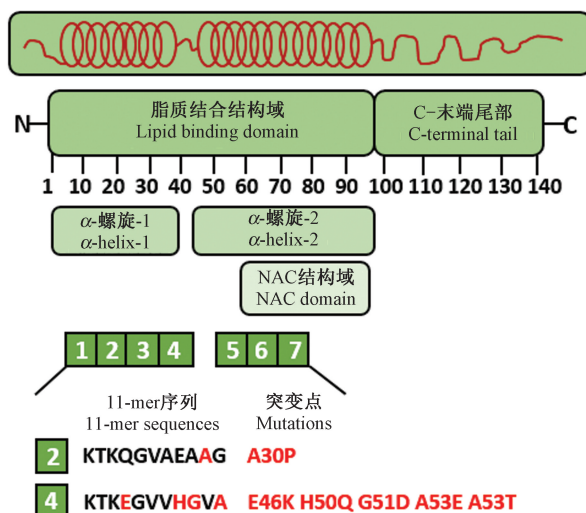 N
脂质结合结构域
Lipid binding domain
C-末端尾部
C-terminal tail
C
1 10 20 30 40 50 60 70 80 90 100 110 120 130 140
α-螺旋-1
α-helix-1
α-螺旋-2
α-helix-2
NAC结构域
NAC domain
1 2 3 4 5 6 7
11-mer序列 突变点
11-mer sequences Mutations
2 KTKQGVAEAAG A30P
4 KTKEGVVHGVA E46K H50Q G51D A53E A53T